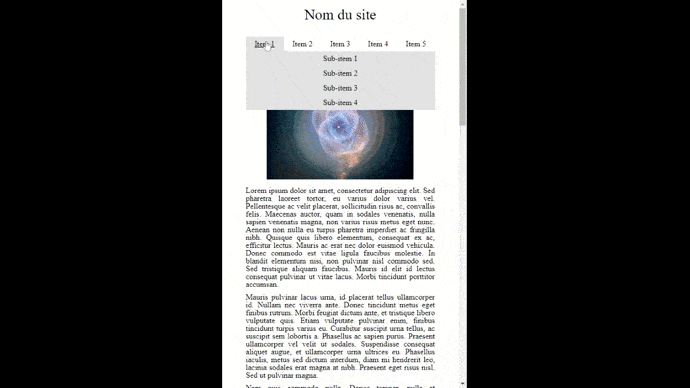 Nom du site
Item 1 Item 2 Item 3 Item 4 Item 5
Sub-item 1
Sub-item 2
Sub-item 3
Sub-item 4
Lorem ipsum dolor sit amet, consectetur adipiscing elit. Sed
pharetra laoreet tortor, eu varius dolor varius vel.
Pellentesque ac velit placerat, sollicitudin risus ac, convallis
felis. Maecenas auctor, quam in sodales venenatis, nulla
sapien venenatis magna, non varius risus metus eget nunc.
Aenean non nulla eu turpis pharetra imperdiet ac fringilla
nibh. Quisque quis libero elementum, consequat ex ac,
efficitur lectus. Mauris ac erat nec dolor euismod vehicula.
Donec commodo est vitae ligula faucibus molestie. In
blandit elementum nisi, non pulvinar nisl commodo sed.
Sed tristique aliquam faucibus. Mauris id elit id lectus
consequat pulvinar ut vitae lacus. Morbi tincidunt porttitor
accumsan.
Mauris pulvinar lacus urna, id placerat tellus ullamcorper
id. Nullam nec viverra ante. Donec tincidunt metus eget
finibus rutrum. Morbi feugiat dictum ante, et tristique libero
vulputate quis. Etiam vulputate pulvinar enim, finibus
tincidunt turpis varius eu. Curabitur suscipit urna tellus, ac
suscipit sem lobortis a. Phasellus ac sapien purus. Praesent
ullamcorper vel velit ut sodales. Suspendisse consequat
aliquet augue, et ullamcorper urna ultrices eu. Phasellus
iaculis, metus sed dictum interdum, diam mi hendrerit leo,
lacinia sodales erat magna at nibh. Praesent eget risus nisl.
Sed ut pulvinar magna.